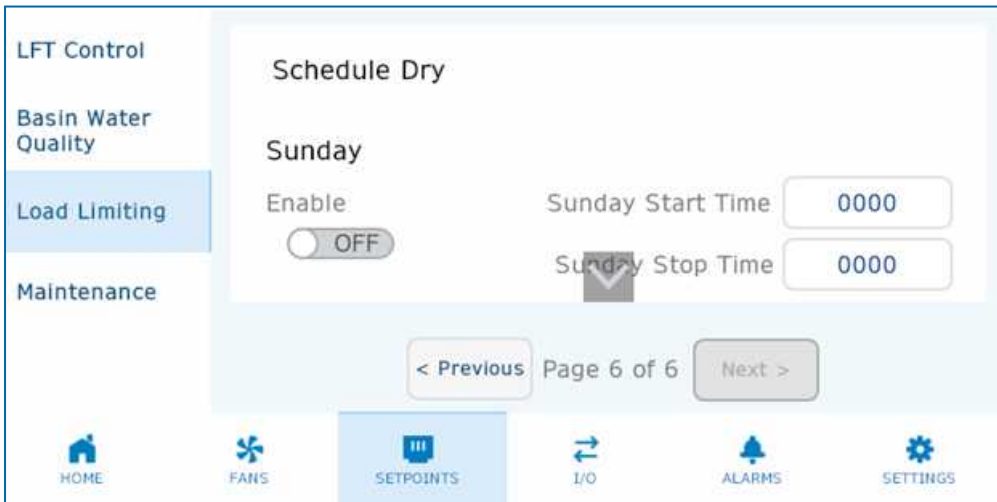 LFT Control
Basin Water
Quality
Load Limiting
Maintenance
Schedule Dry
Sunday
Enable
OFF
Sunday Start Time 0000
Sunday Stop Time 0000
< Previous Page 6 of 6 Next >
HOME FANS SETPOINTS I/O ALARMS SETTINGS